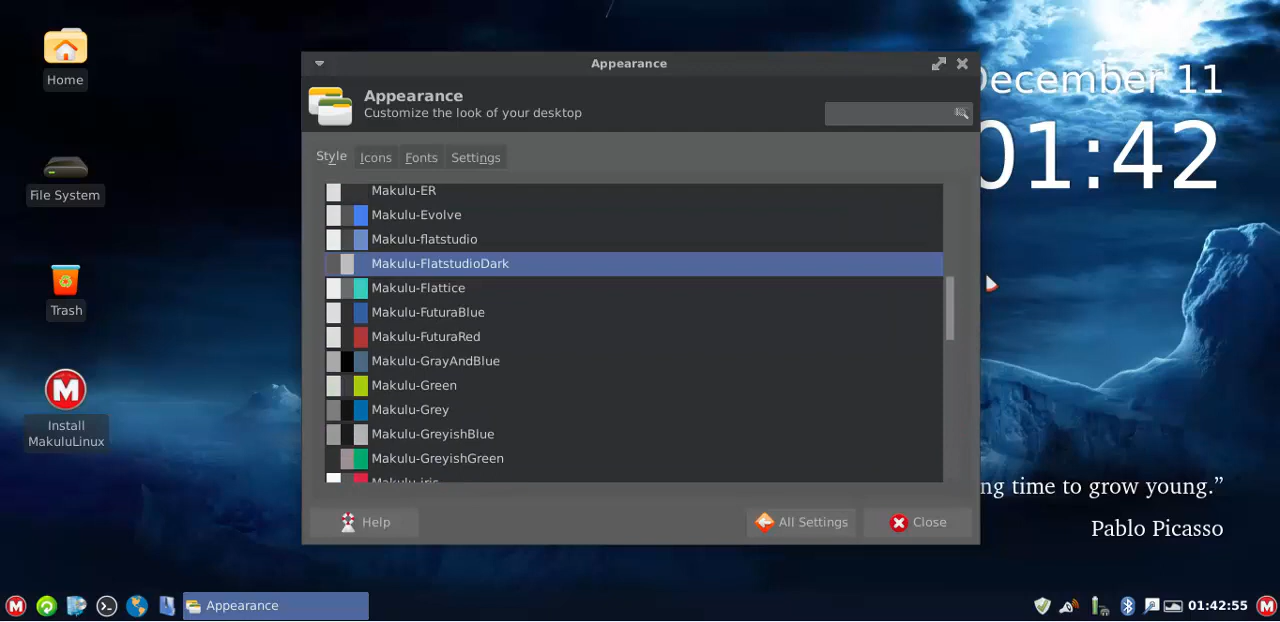 Home
File System
Trash
Install
MakuluLinux
Appearance
Appearance
Customize the look of your desktop
Style
Icons
Fonts
Settings
Makulu-ER
Makulu-Evolve
Makulu-flatstudio
Makulu-FlatstudioDark
Makulu-Flattice
Makulu-FuturaBlue
Makulu-FuturaRed
Makulu-GrayAndBlue
Makulu-Green
Makulu-Grey
Makulu-GreyishBlue
Makulu-GreyishGreen
Makulu-iris
Help
All Settings
Close
December 11
01:42
ng time to grow young.”
Pablo Picasso
Appearance
01:42:55